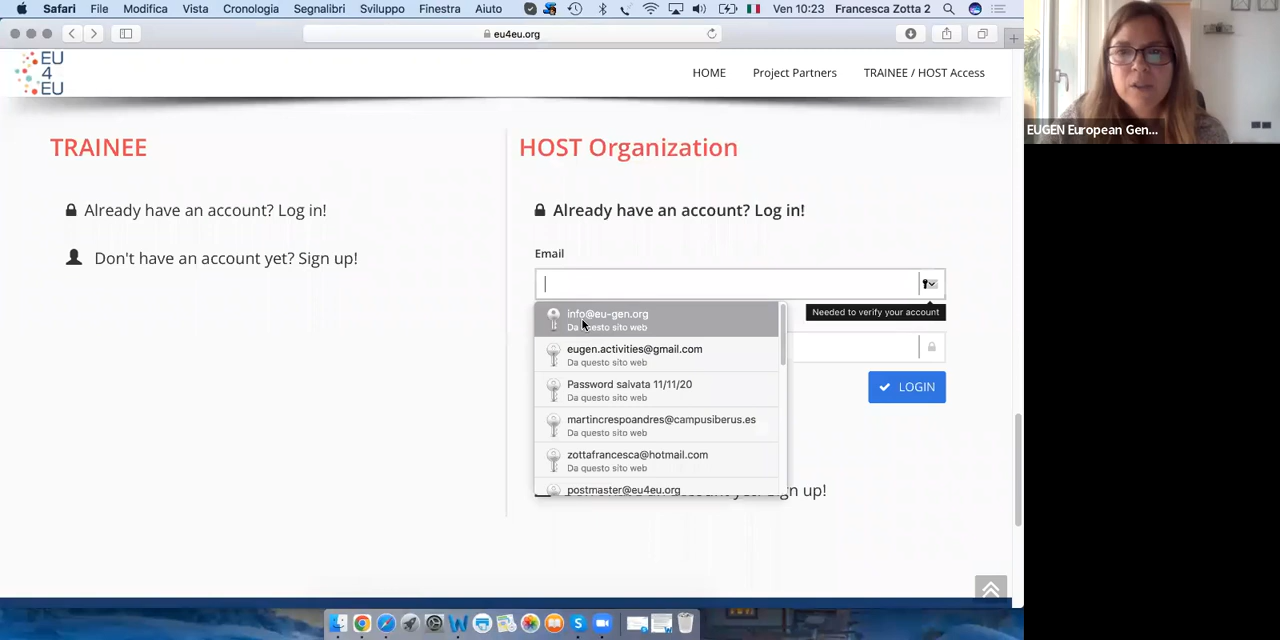 Safari File Modifica Vista Cronologia Segnalibri Sviluppo Finestra Aiuto Ven 10:23 Francesca Zotta 2
eu4eu.org
EU
4
EU
HOME Project Partners TRAINEE / HOST Access
EUGEN European Gen...
TRAINEE
Already have an account? Log in!
Don't have an account yet? Sign up!
HOST Organization
Already have an account? Log in!
Email
Needed to verify your account
info@eu-gen.org
Da questo sito web
eugen.activities@gmail.com
Da questo sito web
Password salvata 11/11/20
Da questo sito web
martincrespoandres@campusiberus.es
Da questo sito web
zottafrancesca@hotmail.com
Da questo sito web
postmaster@eu4eu.org
LOGIN
Sign up!